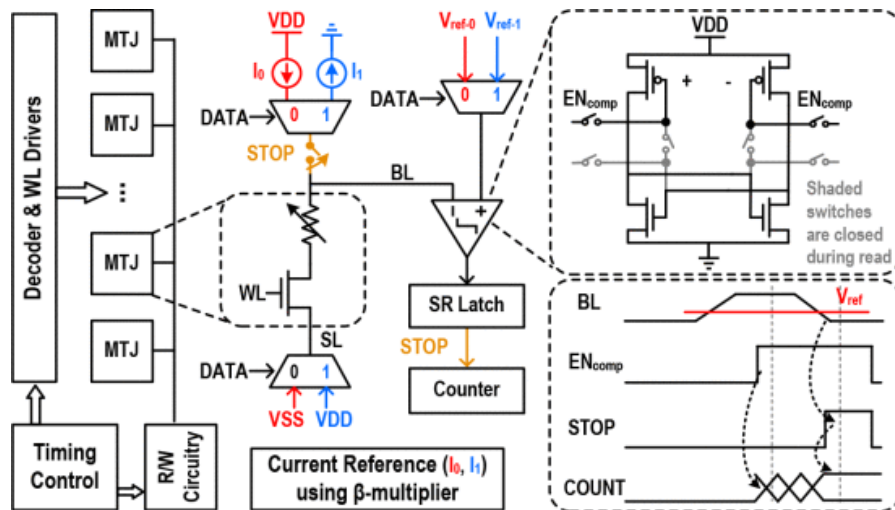 Decoder & WL Drivers
MTJ
MTJ
...
MTJ
MTJ
Timing
Control
R/W
Circuitry
VDD
I0
I1
DATA
0 1
STOP
BL
WL
SL
DATA
0 1
VSS VDD
Vref-0 Vref-1
DATA
0 1
- +
SR Latch
STOP
Counter
Current Reference (I0, I1)
using β-multiplier
VDD
+ -
ENcomp
ENcomp
Shaded
switches
are closed
during read
BL
Vref
ENcomp
STOP
COUNT